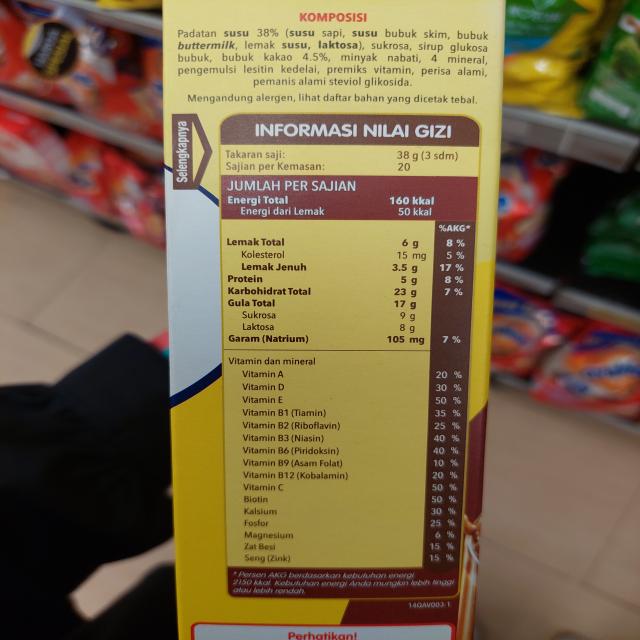 KOMPOSISI
Padatan susu 38% (susu sapi, susu bubuk skim, bubuk
buttermilk, lemak susu, laktosa), sukrosa, sirup glukosa
bubuk, bubuk kakao 4.5%, minyak nabati, 4 mineral,
pengemulsi lesitin kedelai, premiks vitamin, perisa alami,
pemanis alami steviol glikosida.
Mengandung alergen, lihat daftar bahan yang dicetak tebal.
Selengkapnya
INFORMASI NILAI GIZI
Takaran saji: 38 g (3 sdm)
Sajian per Kemasan: 20
JUMLAH PER SAJIAN
Energi Total 160 kkal
Energi dari Lemak 50 kkal
%AKG*
Lemak Total 6 g 8 %
Kolesterol 15 mg 5 %
Lemak Jenuh 3.5 g 17 %
Protein 5 g 8 %
Karbohidrat Total 23 g 7 %
Gula Total 17 g
Sukrosa 9 g
Laktosa 8 g
Garam (Natrium) 105 mg 7 %
Vitamin dan mineral
Vitamin A 20 %
Vitamin D 30 %
Vitamin E 50 %
Vitamin B1 (Tiamin) 35 %
Vitamin B2 (Riboflavin) 25 %
Vitamin B3 (Niasin) 40 %
Vitamin B6 (Piridoksin) 40 %
Vitamin B9 (Asam Folat) 10 %
Vitamin B12 (Kobalamin) 20 %
Vitamin C 50 %
Biotin 50 %
Kalsium 30 %
Fosfor 25 %
Magnesium 6 %
Zat Besi 15 %
Seng (Zink) 15 %
* Persen AKG berdasarkan kebutuhan energi
2150 kkal. Kebutuhan energi Anda mungkin lebih tinggi
atau lebih rendah.
14QAV003-1
Perhatikan!